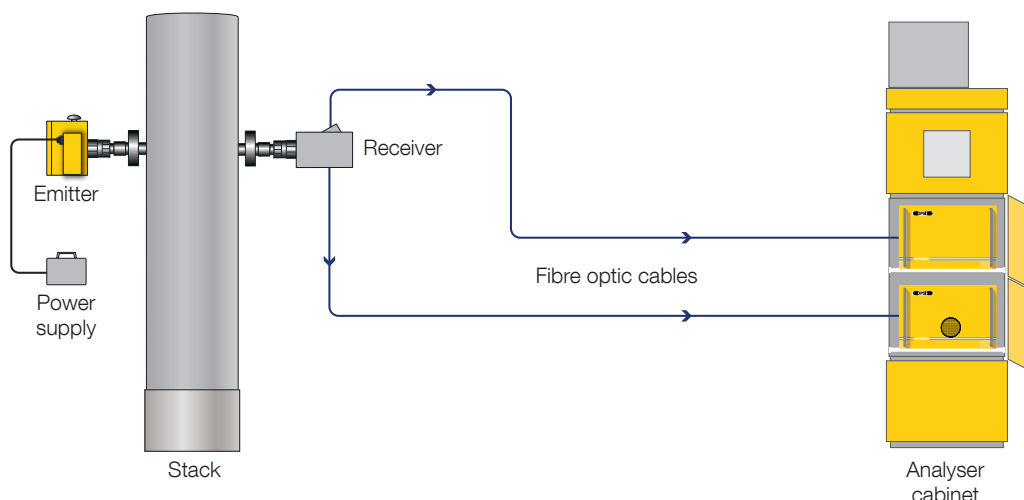 Receiver
Emitter
Fibre optic cables
Power
supply
Stack
Analyser
cabinet